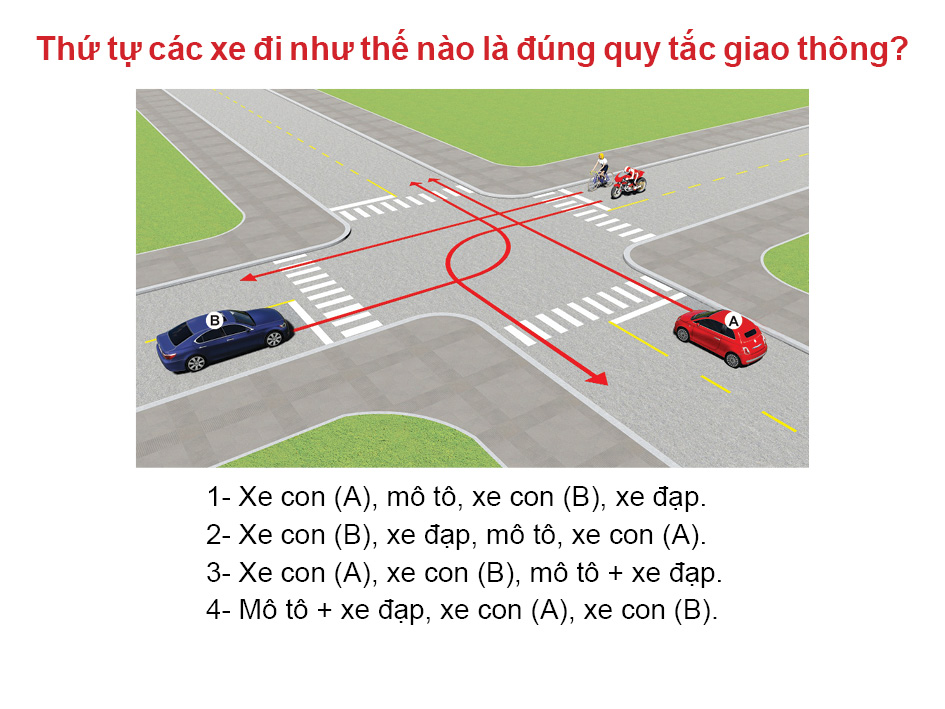 Thứ tự các xe đi như thế nào là đúng quy tắc giao thông?
B
A
1- Xe con (A), mô tô, xe con (B), xe đạp.
2- Xe con (B), xe đạp, mô tô, xe con (A).
3- Xe con (A), xe con (B), mô tô + xe đạp.
4- Mô tô + xe đạp, xe con (A), xe con (B).